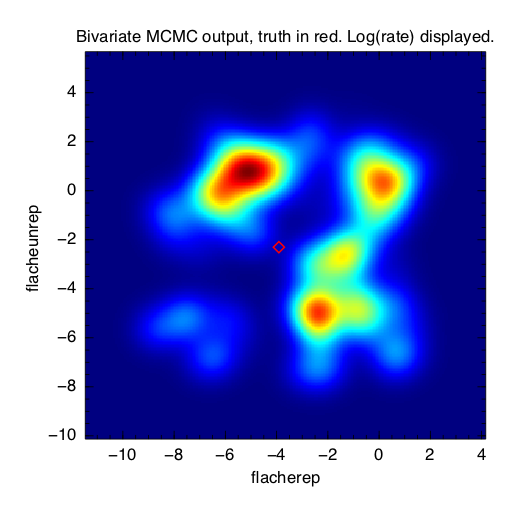 Bivariate MCMC output, truth in red. Log(rate) displayed.
4
2
0
−2
−4
−6
−8
−10
flacheunrep
−10 −8 −6 −4 −2 0 2 4
flacherep